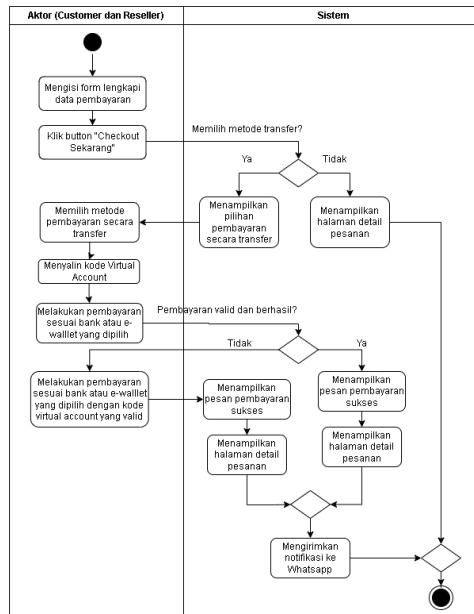 Aktor (Customer dan Reseller)
Sistem
Mengisi form lengkapi
data pembayaran
Klik button "Checkout
Sekarang"
Memilih metode transfer?
Ya
Tidak
Menampilkan
pilihan
pembayaran
secara transfer
Menampilkan
halaman detail
pesanan
Memilih metode
pembayaran secara
transfer
Menyalin kode Virtual
Account
Melakukan pembayaran
sesuai bank atau e-
walllet yang dipilih
Pembayaran valid dan berhasil?
Tidak
Ya
Melakukan pembayaran
sesuai bank atau e-walllet
yang dipilih dengan kode
virtual account yang valid
Menampilkan
pesan pembayaran
sukses
Menampilkan
pesan pembayaran
sukses
Menampilkan
halaman detail
pesanan
Menampilkan
halaman detail
pesanan
Mengirimkan
notifikasi ke
Whatsapp